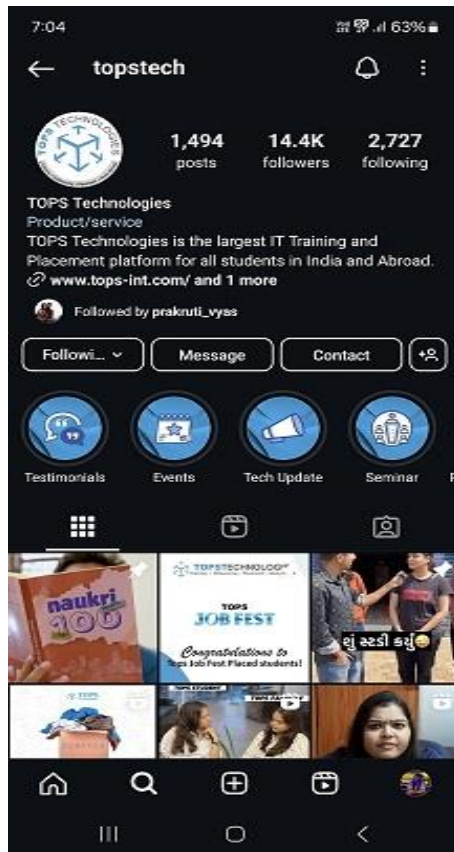 7:04
63%
topstech
1,494 14.4K 2,727
posts followers following
TOPS Technologies
Product/service
TOPS Technologies is the largest IT Training and
Placement platform for all students in India and Abroad.
www.tops-int.com/ and 1 more
Followed by prakruti_vyas
Followi... Message Contact
Testimonials Events Tech Update Seminar
naukri
100
TOPS TECHNOLOG
TOPS
JOB FEST
Congratulations to
Tops Job Fest Placed students!
શું સ્ટડી કર્યું
TOPS
TOPS STUDENT